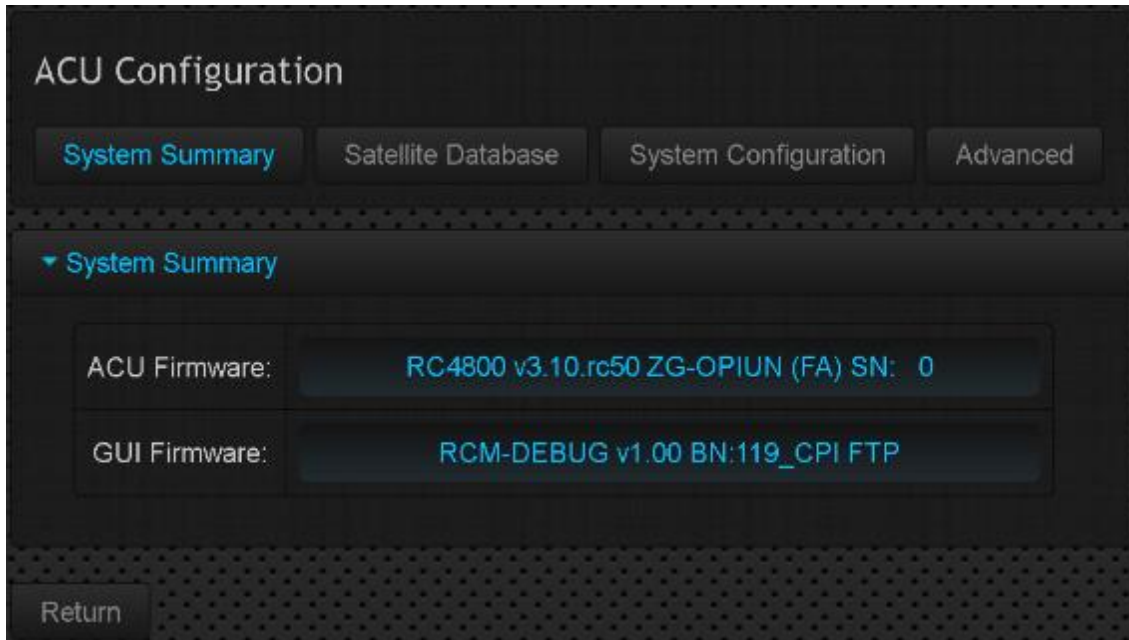 ACU Configuration
System Summary Satellite Database System Configuration Advanced
System Summary
ACU Firmware: RC4800 v3.10.rc50 ZG-OPIUN (FA) SN: 0
GUI Firmware: RCM-DEBUG v1.00 BN:119_CPI FTP
Return